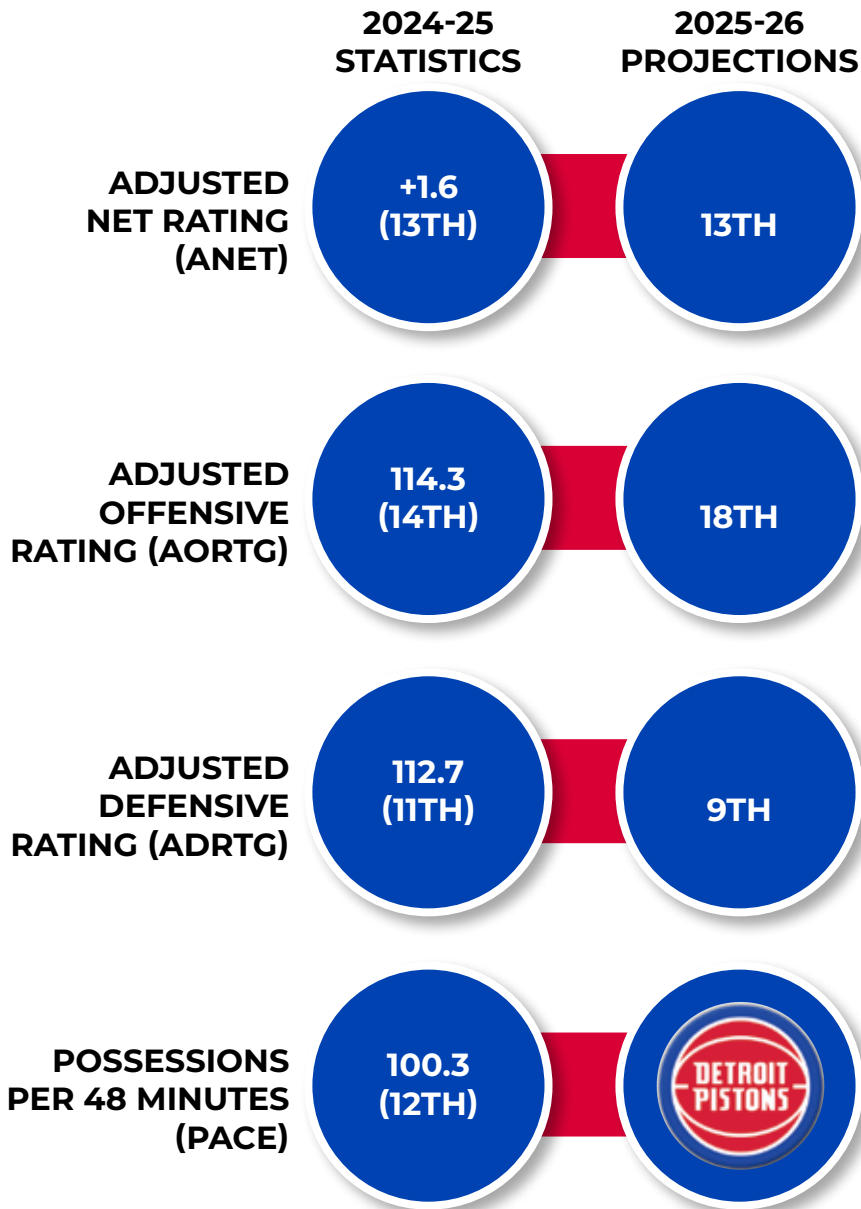 2024-25
STATISTICS
2025-26
PROJECTIONS
ADJUSTED
NET RATING
(ANET)
+1.6
(13TH)
13TH
ADJUSTED
OFFENSIVE
RATING (AORTG)
114.3
(14TH)
18TH
ADJUSTED
DEFENSIVE
RATING (ADRTG)
112.7
(11TH)
9TH
POSSESSIONS
PER 48 MINUTES
(PACE)
100.3
(12TH)
DETROIT
PISTONS